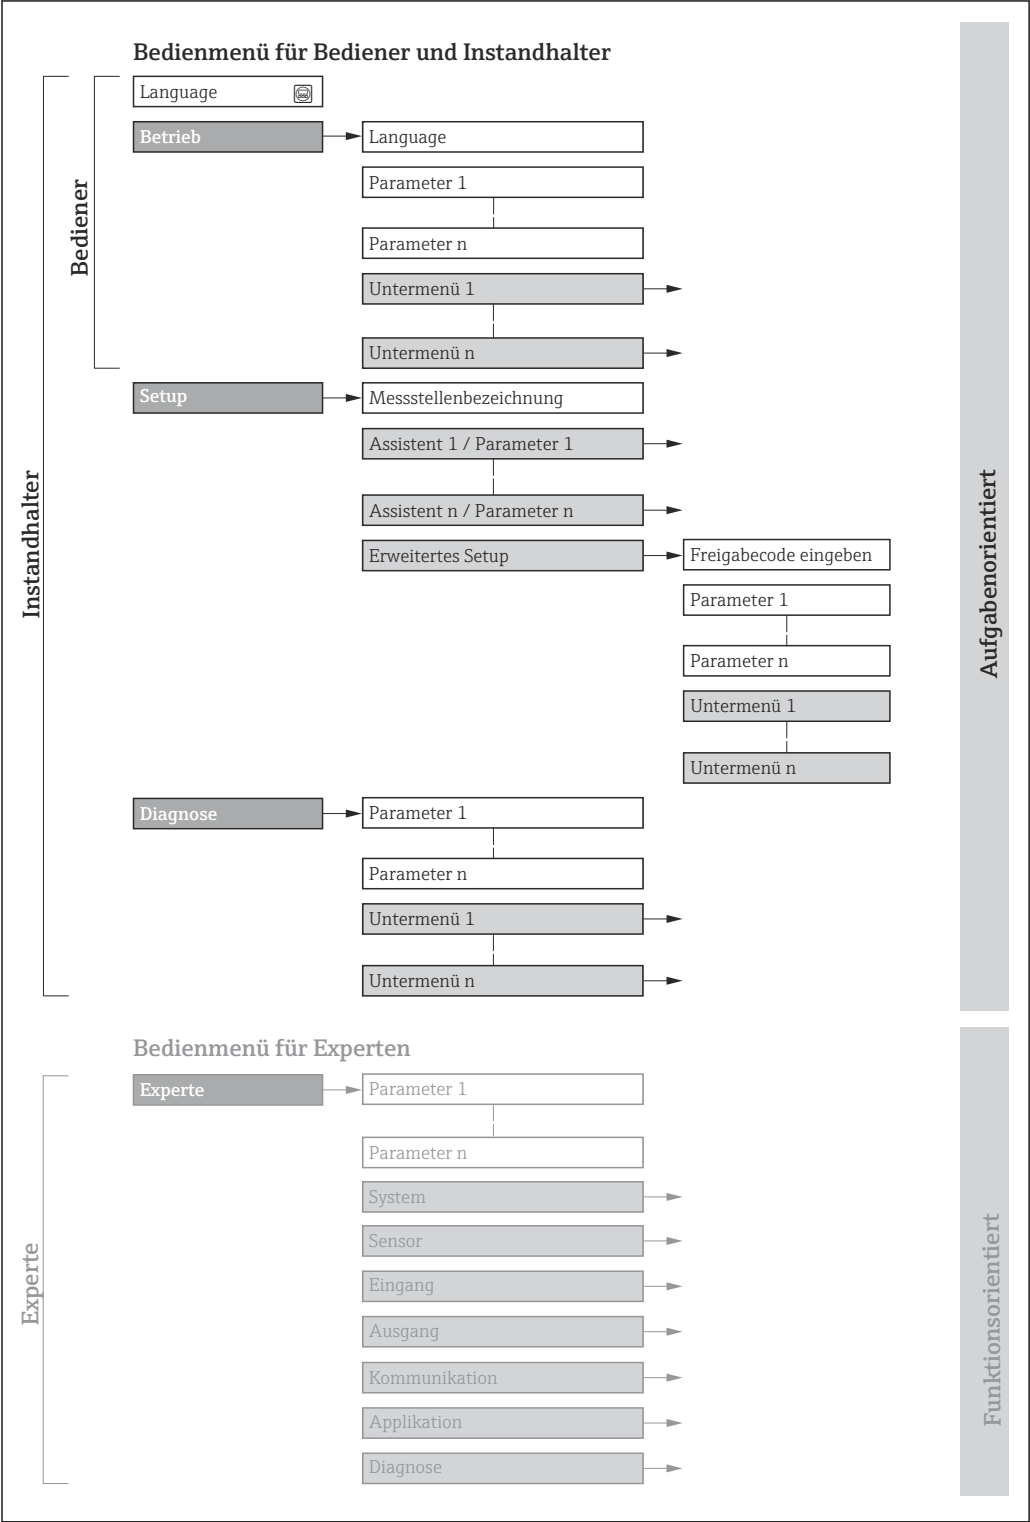 Bedienmenü für Bediener und Instandhalter
Language
Betrieb
Language
Parameter 1
Parameter n
Untermenü 1
Untermenü n
Bediener
Setup
Messstellenbezeichnung
Assistent 1 / Parameter 1
Assistent n / Parameter n
Erweitertes Setup
Freigabecode eingeben
Parameter 1
Parameter n
Untermenü 1
Untermenü n
Instandhalter
Aufgabenorientiert
Diagnose
Parameter 1
Parameter n
Untermenü 1
Untermenü n
Bedienmenü für Experten
Experte
Parameter 1
Parameter n
System
Sensor
Eingang
Ausgang
Kommunikation
Applikation
Diagnose
Experte
Funktionsorientiert